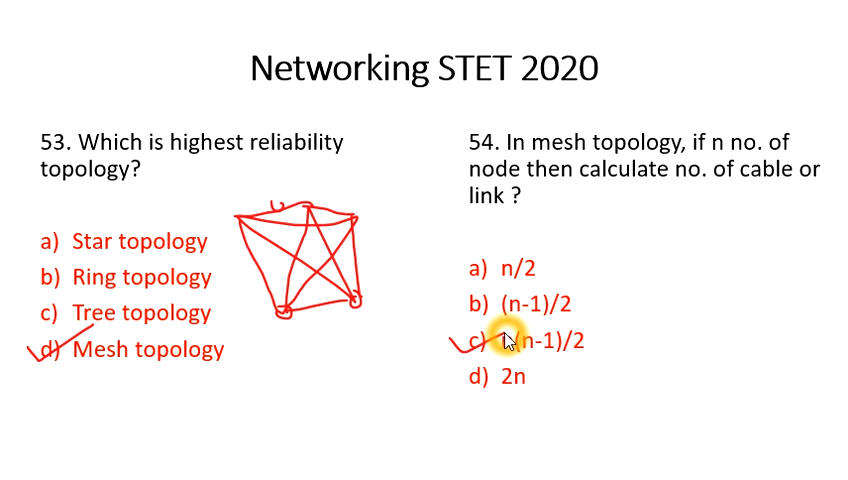 Networking STET 2020
53. Which is highest reliability
topology?
a) Star topology
b) Ring topology
c) Tree topology
d) Mesh topology
54. In mesh topology, if n no. of
node then calculate no. of cable or
link ?
a) n/2
b) (n-1)/2
c) (n-1)/2
d) 2n